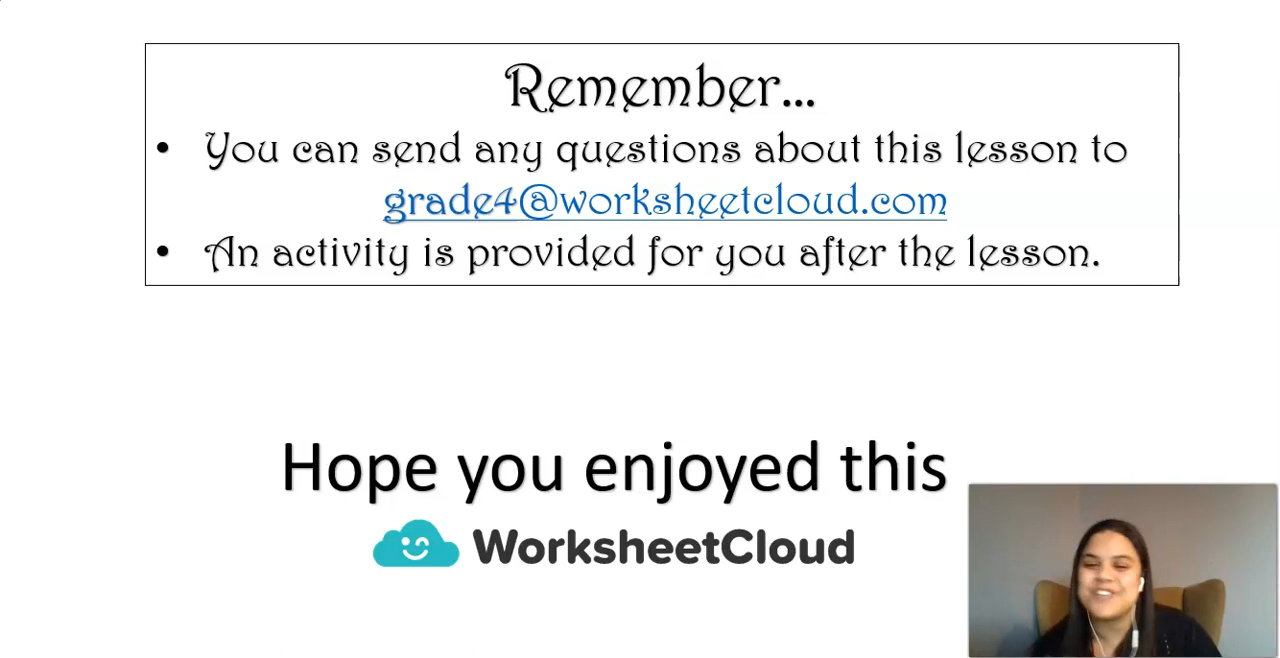 Remember...
• You can send any questions about this lesson to
grade4@worksheetcloud.com
• An activity is provided for you after the lesson.
Hope you enjoyed this
WorksheetCloud